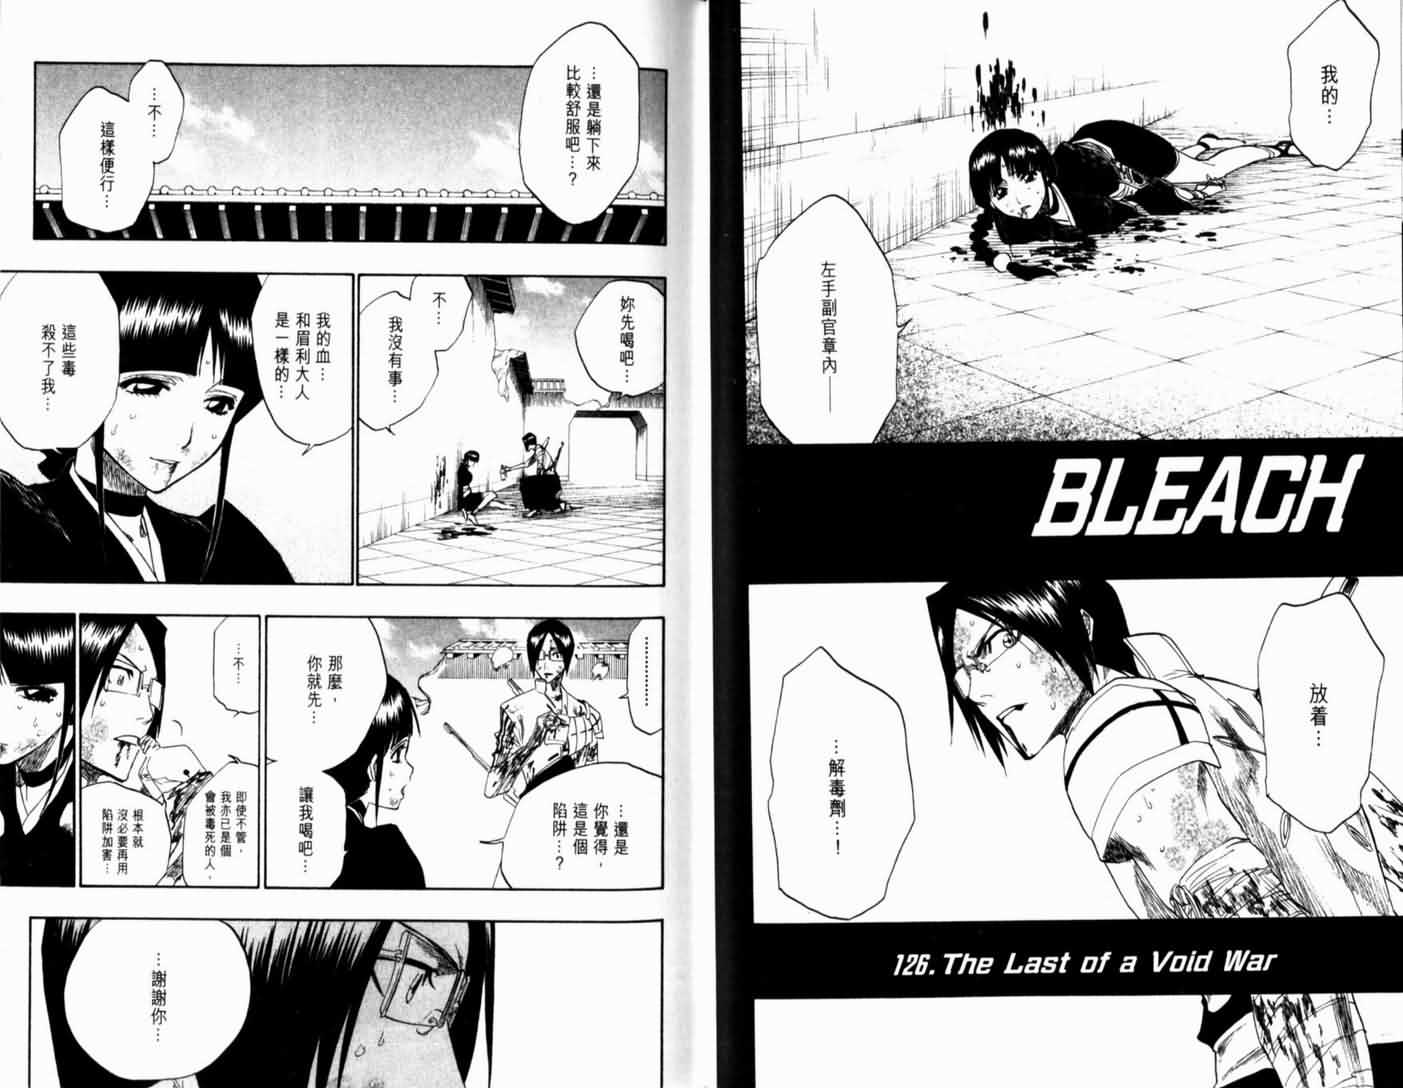 我的…
左手副官章內——
BLEACH
放着…
…解毒劑…!
126. The Last of a Void War
…還是躺下來
比較舒服吧…?
…不…
這樣便行…
妳先喝吧…
不…
我沒有事…
我的血…
和眉利大人
是一樣的…
這些毒
殺不了我…
………
…還是
你覺得,
這是個
陷阱…?
那麼,
你就先…
讓我喝吧…
…不…
即使不管,
我亦已是個
會被毒死的人,
根本就
沒必要再用
陷阱加害…
…謝謝你…